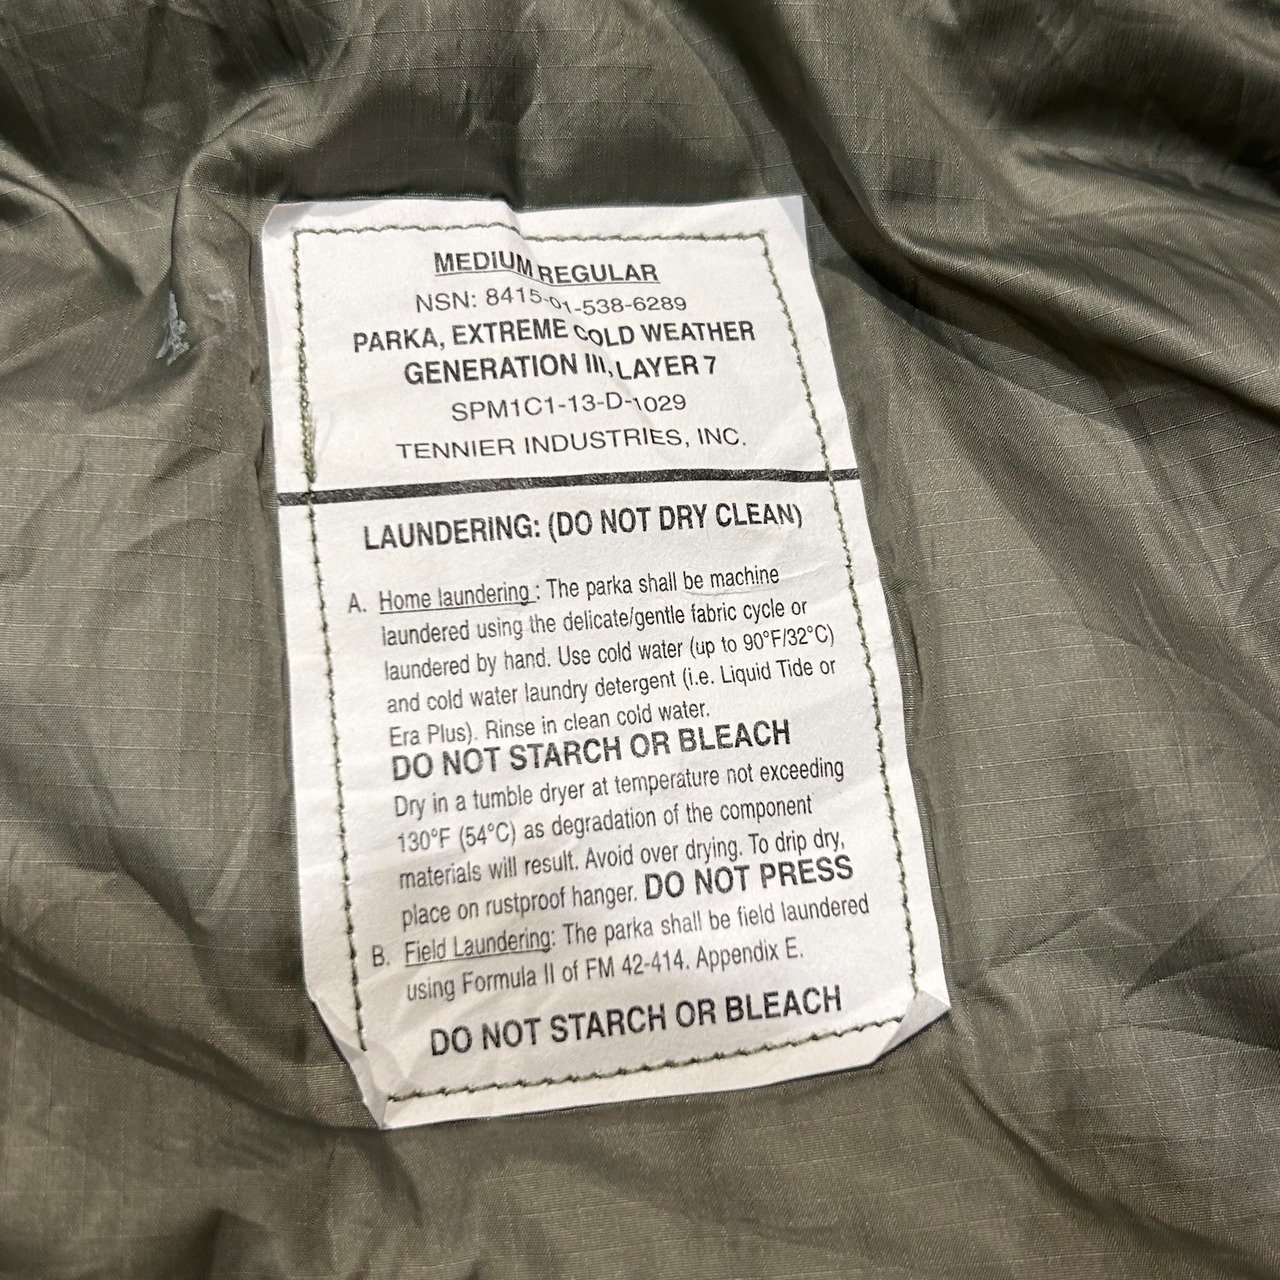 MEDIUM REGULAR
NSN: 8415-01-538-6289
PARKA, EXTREME COLD WEATHER
GENERATION III, LAYER 7
SPM1C1-13-D-1029
TENNIER INDUSTRIES, INC.
LAUNDERING: (DO NOT DRY CLEAN)
A. Home laundering : The parka shall be machine
laundered using the delicate/gentle fabric cycle or
laundered by hand. Use cold water (up to 90°F/32°C)
and cold water laundry detergent (i.e. Liquid Tide or
Era Plus). Rinse in clean cold water.
DO NOT STARCH OR BLEACH
Dry in a tumble dryer at temperature not exceeding
130°F (54°C) as degradation of the component
materials will result. Avoid over drying. To drip dry,
place on rustproof hanger. DO NOT PRESS
B. Field Laundering: The parka shall be field laundered
using Formula II of FM 42-414. Appendix E.
DO NOT STARCH OR BLEACH